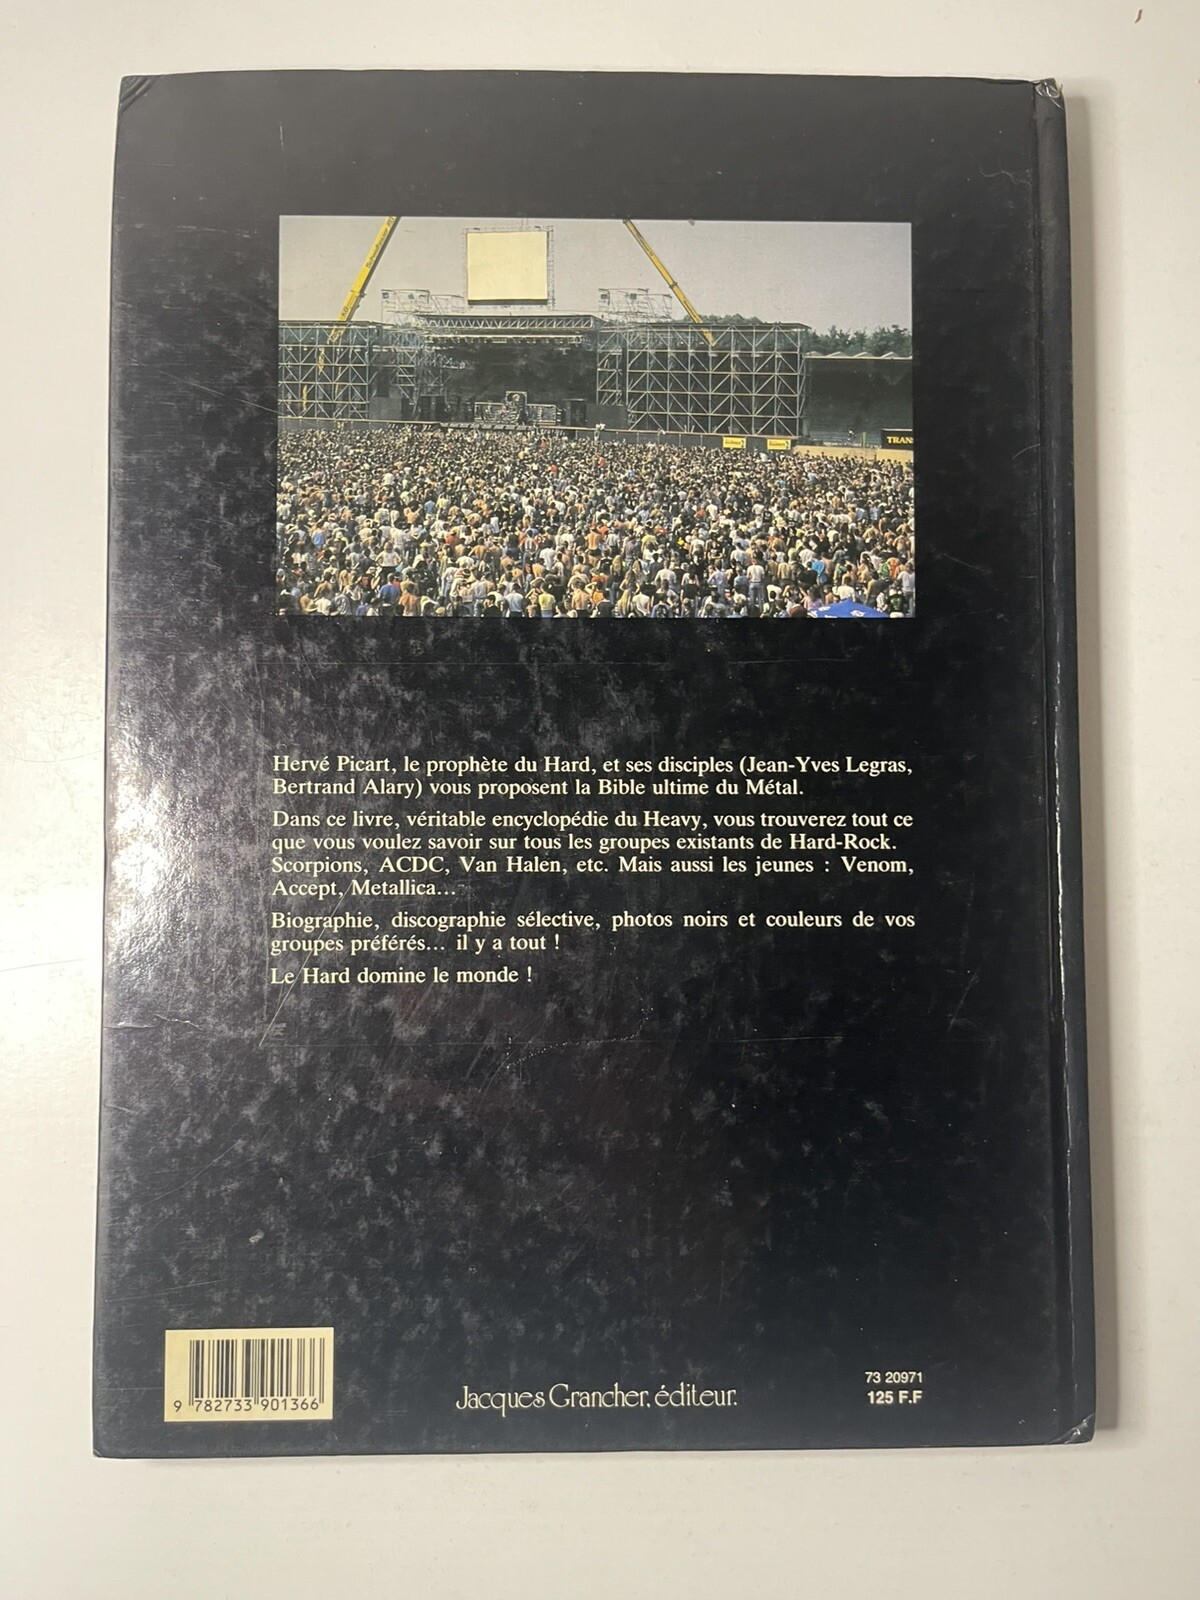 TRANS
Hervé Picart, le prophète du Hard, et ses disciples (Jean-Yves Legras,
Bertrand Alary) vous proposent la Bible ultime du Métal.
Dans ce livre, véritable encyclopédie du Heavy, vous trouverez tout ce
que vous voulez savoir sur tous les groupes existants de Hard-Rock.
Scorpions, ACDC, Van Halen, etc. Mais aussi les jeunes : Venom,
Accept, Metallica...
Biographie, discographie sélective, photos noirs et couleurs de vos
groupes préférés... il y a tout !
Le Hard domine le monde !
9 782733 901366
Jacques Grancher, éditeur.
73 20971
125 F.F